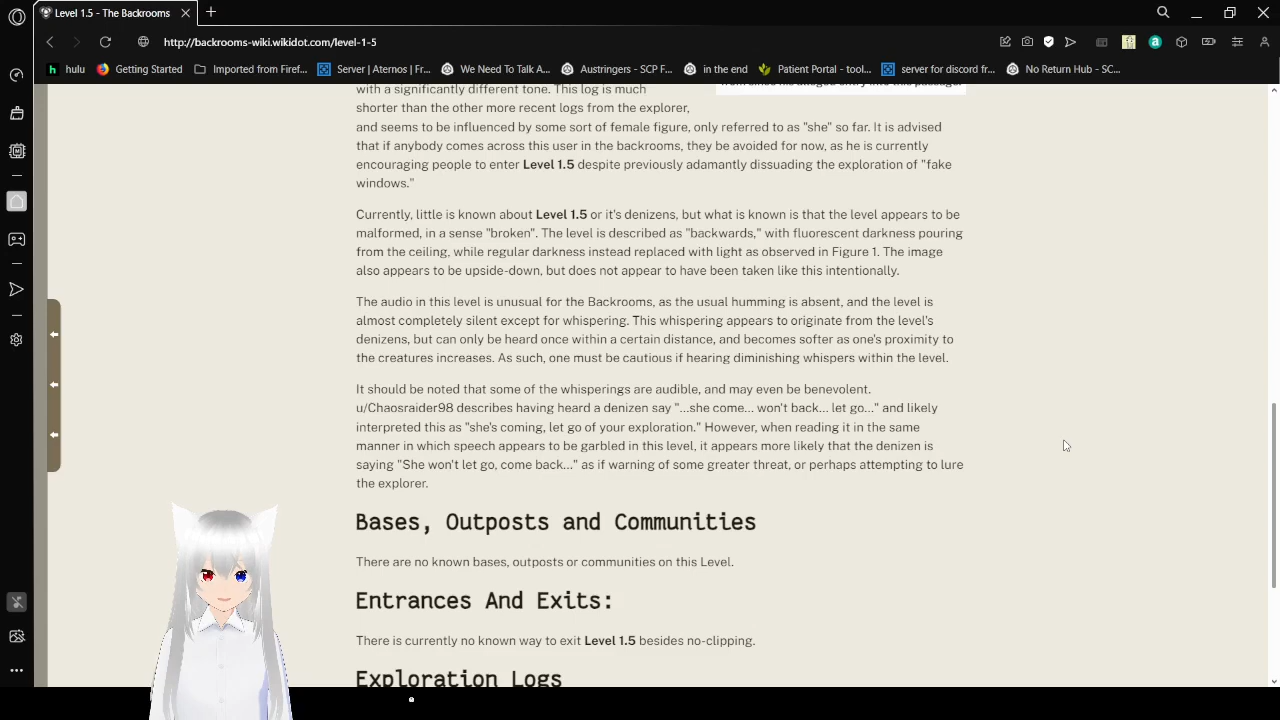 Level 1.5 - The Backrooms
http://backrooms-wiki.wikidot.com/level-1-5
hulu
Getting Started
Imported from Firef...
Server | Aternos | Fr...
We Need To Talk A...
Austringers - SCP F...
in the end
Patient Portal - tool...
server for discord fr...
No Return Hub - SC...
with a significantly different tone. This log is much
shorter than the other more recent logs from the explorer,
and seems to be influenced by some sort of female figure, only referred to as "she" so far. It is advised
that if anybody comes across this user in the backrooms, they be avoided for now, as he is currently
encouraging people to enter Level 1.5 despite previously adamantly dissuading the exploration of "fake
windows."
Currently, little is known about Level 1.5 or it's denizens, but what is known is that the level appears to be
malformed, in a sense "broken". The level is described as "backwards," with fluorescent darkness pouring
from the ceiling, while regular darkness instead replaced with light as observed in Figure 1. The image
also appears to be upside-down, but does not appear to have been taken like this intentionally.
The audio in this level is unusual for the Backrooms, as the usual humming is absent, and the level is
almost completely silent except for whispering. This whispering appears to originate from the level's
denizens, but can only be heard once within a certain distance, and becomes softer as one's proximity to
the creatures increases. As such, one must be cautious if hearing diminishing whispers within the level.
It should be noted that some of the whisperings are audible, and may even be benevolent.
u/Chaosraider98 describes having heard a denizen say "...she come... won't back... let go..." and likely
interpreted this as "she's coming, let go of your exploration." However, when reading it in the same
manner in which speech appears to be garbled in this level, it appears more likely that the denizen is
saying "She won't let go, come back..." as if warning of some greater threat, or perhaps attempting to lure
the explorer.
Bases, Outposts and Communities
There are no known bases, outposts or communities on this Level.
Entrances And Exits:
There is currently no known way to exit Level 1.5 besides no-clipping.
Exploration Logs